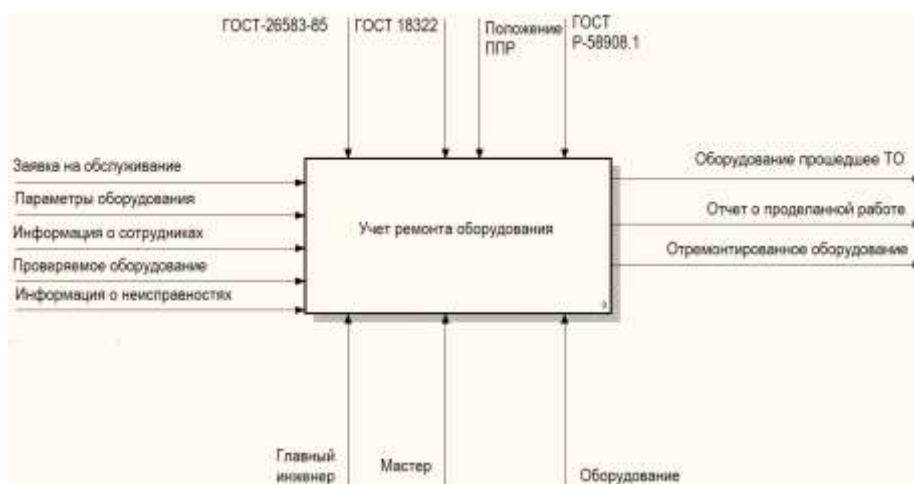 ГОСТ-26583-85
ГОСТ 18322
Положение
ППР
ГОСТ
Р-58908.1
Заявка на обслуживание
Параметры оборудования
Информация о сотрудниках
Проверяемое оборудование
Информация о неисправностях
Учет ремонта оборудования
Оборудование прошедшее ТО
Отчет о проделанной работе
Отремонтированное оборудование
Главный
инженер
Мастер
Оборудование